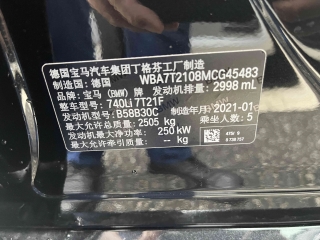 德国宝马汽车集团丁格芬工厂制造
制造国：德国 WBA7T2108MCG45483
品牌：宝马 (BMW) 牌 发动机排量：2998 mL
整车型号：740Li 7T21F
发动机型号：B58B30C 制造年月：2021-01
最大允许总质量：2505 kg 乘坐人数：5
发动机最大净功率：250 kW
最大允许牵引质量：-- kg